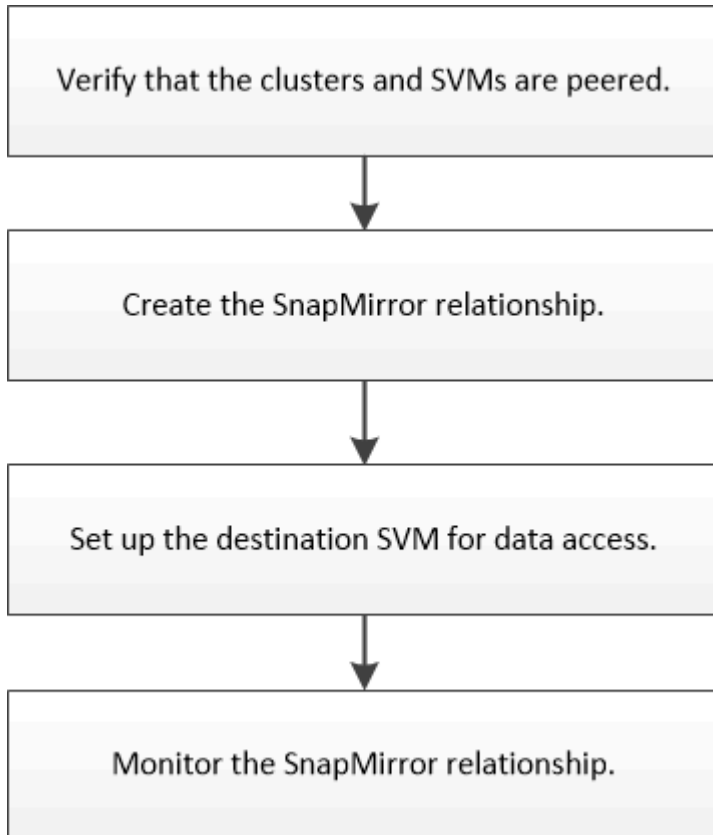 Verify that the clusters and SVMs are peered.
Create the SnapMirror relationship.
Set up the destination SVM for data access.
Monitor the SnapMirror relationship.